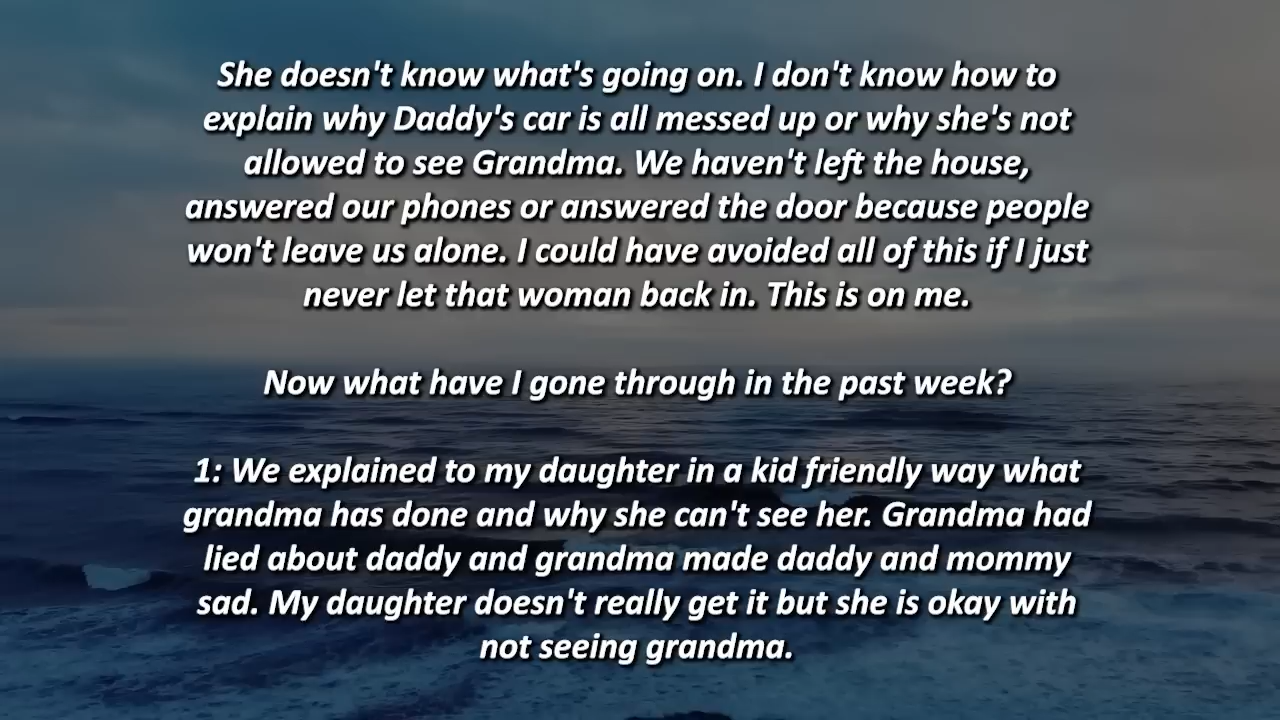 She doesn't know what's going on. I don't know how to
explain why Daddy's car is all messed up or why she's not
allowed to see Grandma. We haven't left the house,
answered our phones or answered the door because people
won't leave us alone. I could have avoided all of this if I just
never let that woman back in. This is on me.
Now what have I gone through in the past week?
1: We explained to my daughter in a kid friendly way what
grandma has done and why she can't see her. Grandma had
lied about daddy and grandma made daddy and mommy
sad. My daughter doesn't really get it but she is okay with
not seeing grandma.